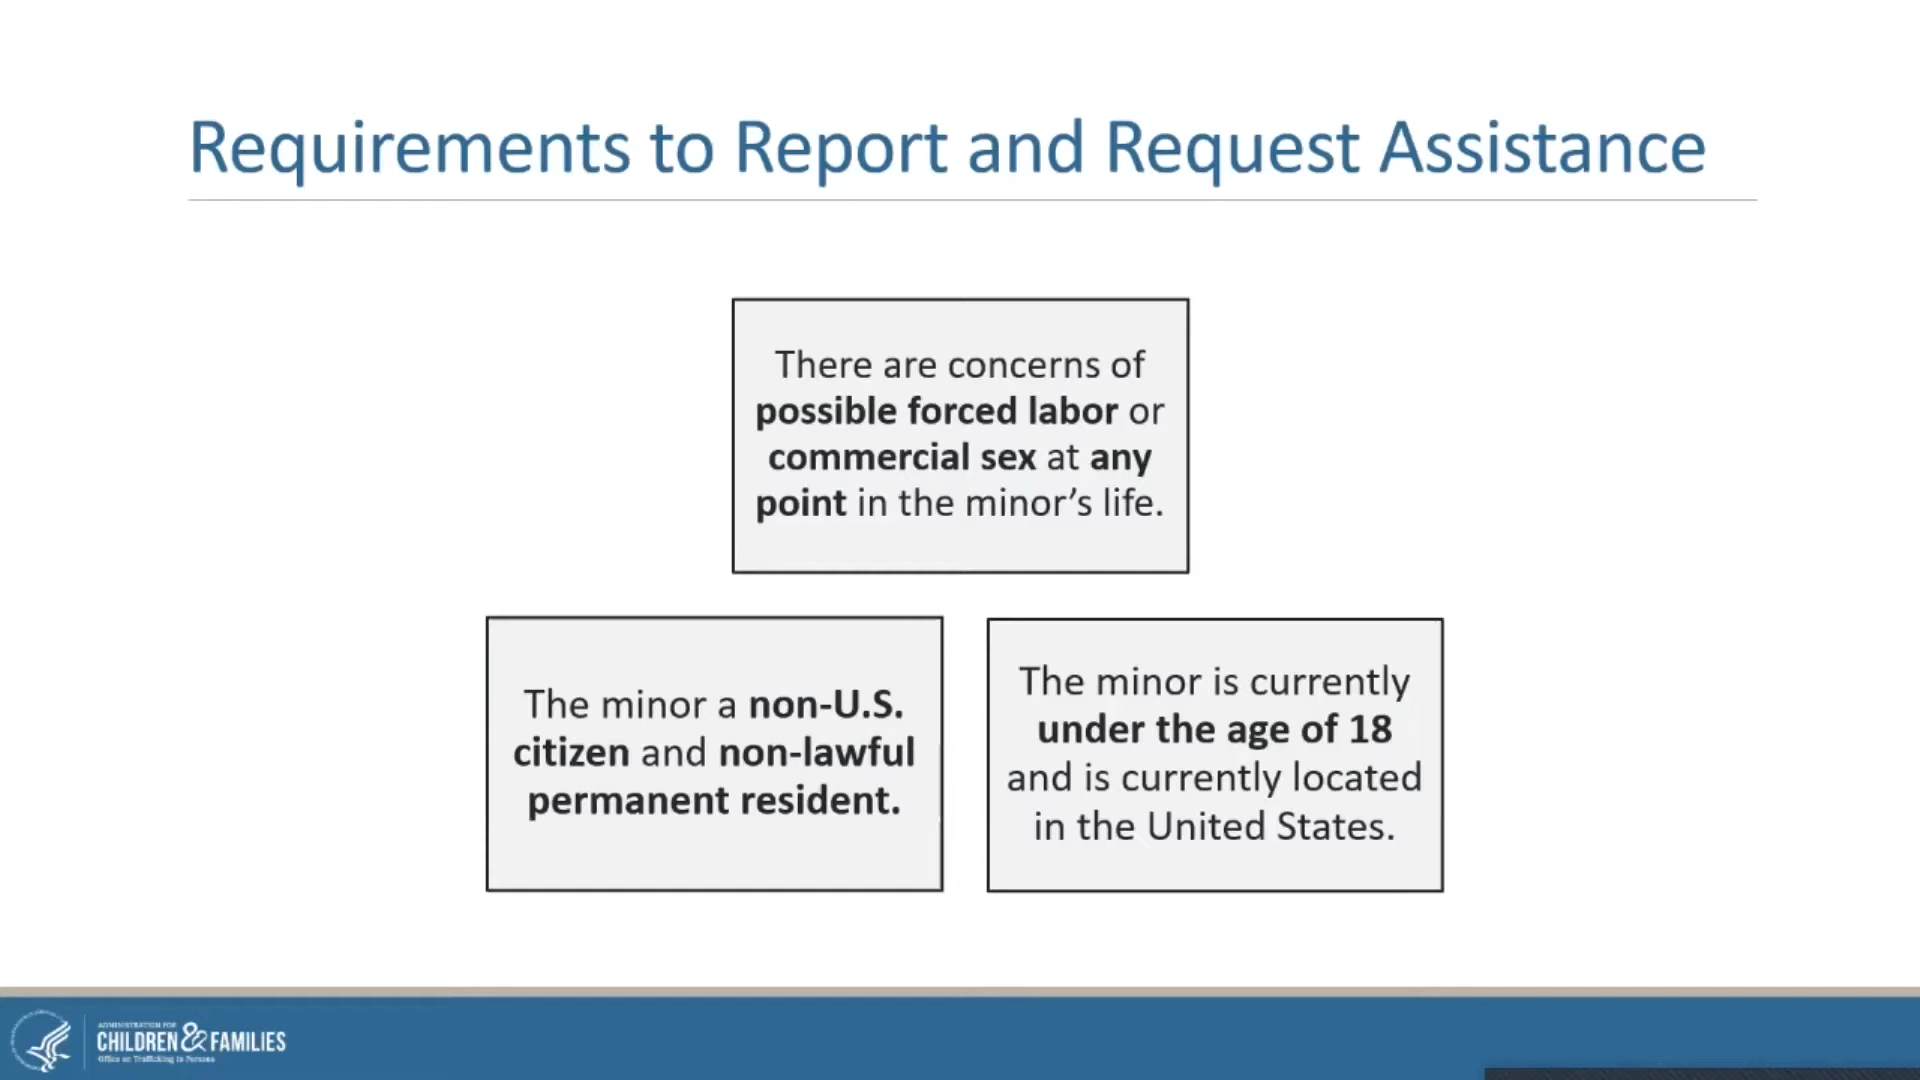 Requirements to Report and Request Assistance
There are concerns of
possible forced labor or
commercial sex at any
point in the minor's life.
The minor a non-U.S.
citizen and non-lawful
permanent resident.
The minor is currently
under the age of 18
and is currently located
in the United States.
ADMINISTRATION FOR
CHILDREN & FAMILIES
Office on Trafficking in Persons